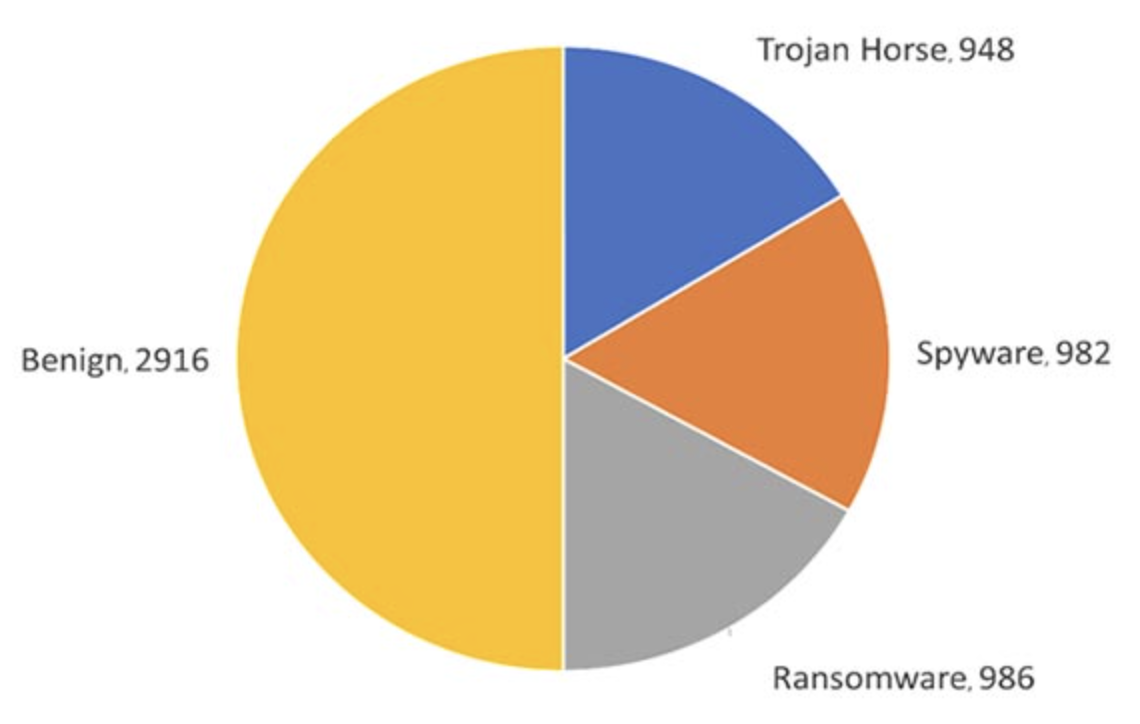 Trojan Horse, 948
Spyware, 982
Benign, 2916
Ransomware, 986